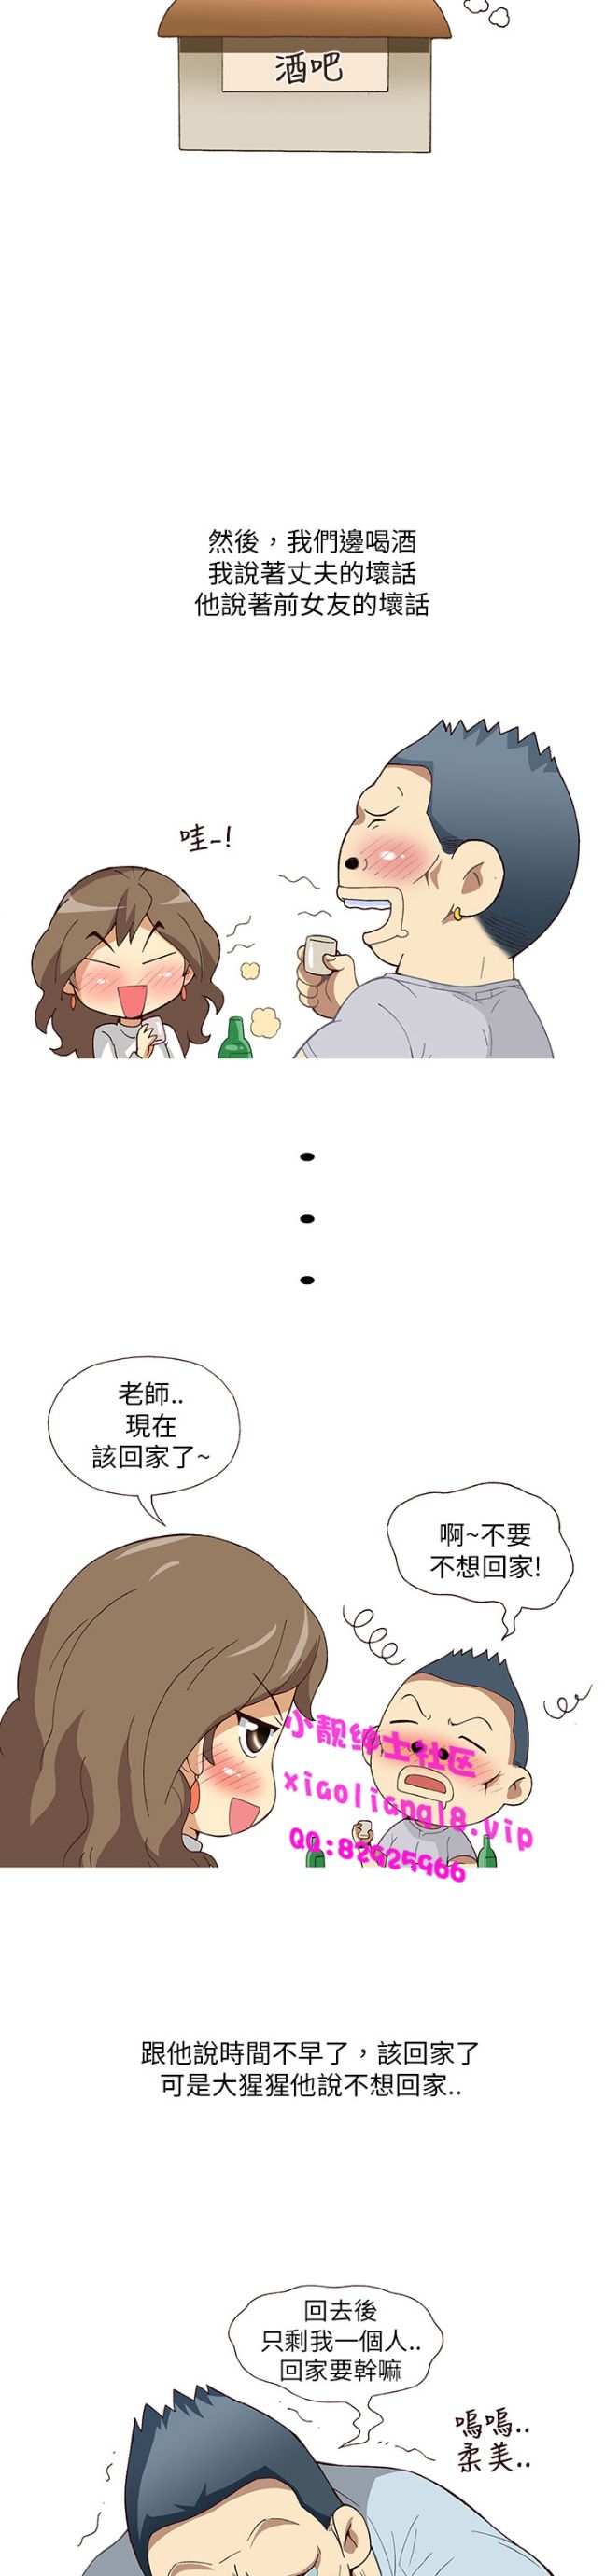 酒吧
然後，我們邊喝酒
我說著丈夫的壞話
他說著前女友的壞話
哇~!
老師..
現在
該回家了~
啊~不要
不想回家!
小靓绅士社区
xiaoliang18.vip
QQ:82925966
跟他說時間不早了，該回家了
可是大猩猩他說不想回家..
回去後
只剩我一個人..
回家要幹嘛
嗚嗚..
柔美..